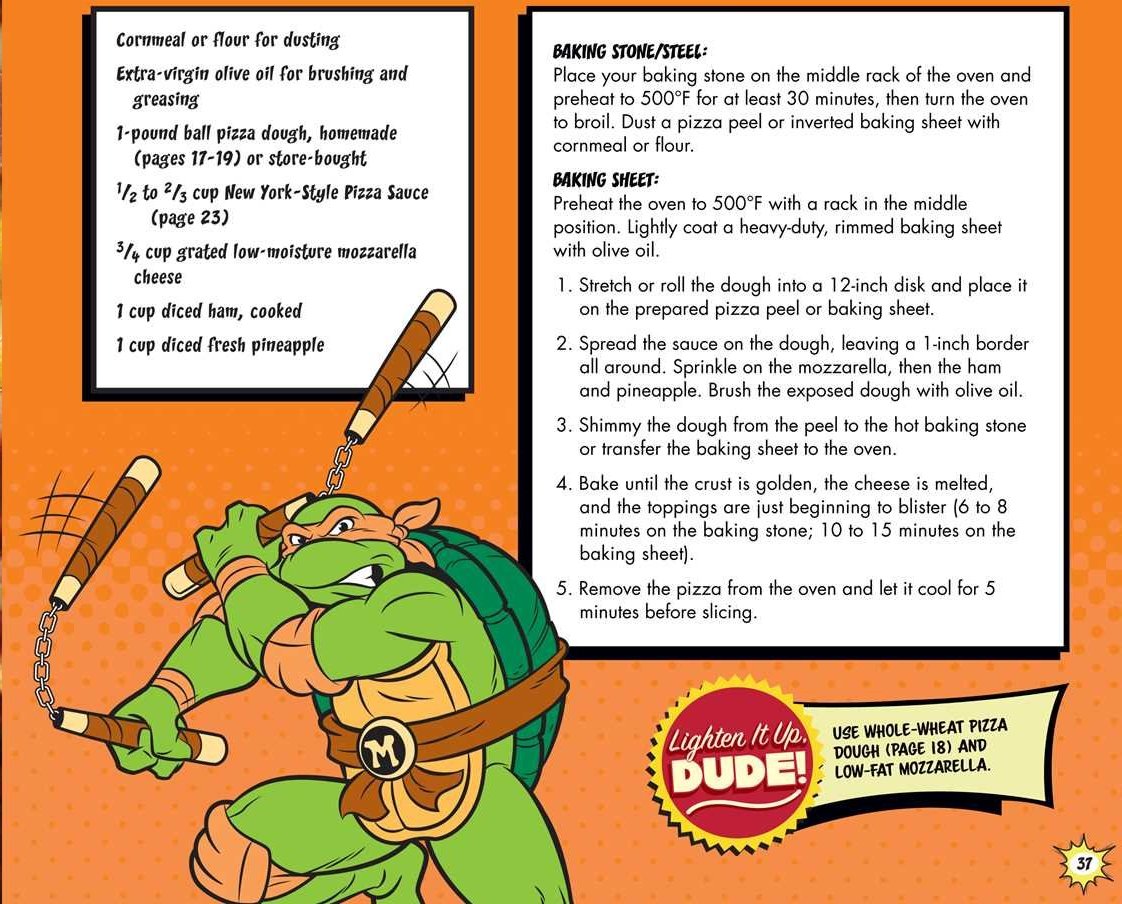 Cornmeal or flour for dusting
Extra-virgin olive oil for brushing and
greasing
1-pound ball pizza dough, homemade
(pages 17-19) or store-bought
1/2 to 2/3 cup New York-Style Pizza Sauce
(page 23)
3/4 cup grated low-moisture mozzarella
cheese
1 cup diced ham, cooked
1 cup diced fresh pineapple
BAKING STONE/STEEL:
Place your baking stone on the middle rack of the oven and
preheat to 500°F for at least 30 minutes, then turn the oven
to broil. Dust a pizza peel or inverted baking sheet with
cornmeal or flour.
BAKING SHEET:
Preheat the oven to 500°F with a rack in the middle
position. Lightly coat a heavy-duty, rimmed baking sheet
with olive oil.
1. Stretch or roll the dough into a 12-inch disk and place it
on the prepared pizza peel or baking sheet.
2. Spread the sauce on the dough, leaving a 1-inch border
all around. Sprinkle on the mozzarella, then the ham
and pineapple. Brush the exposed dough with olive oil.
3. Shimmy the dough from the peel to the hot baking stone
or transfer the baking sheet to the oven.
4. Bake until the crust is golden, the cheese is melted,
and the toppings are just beginning to blister (6 to 8
minutes on the baking stone; 10 to 15 minutes on the
baking sheet).
5. Remove the pizza from the oven and let it cool for 5
minutes before slicing.
M
Lighten It Up,
DUDE!
USE WHOLE-WHEAT PIZZA
DOUGH (PAGE 18) AND
LOW-FAT MOZZARELLA.
37